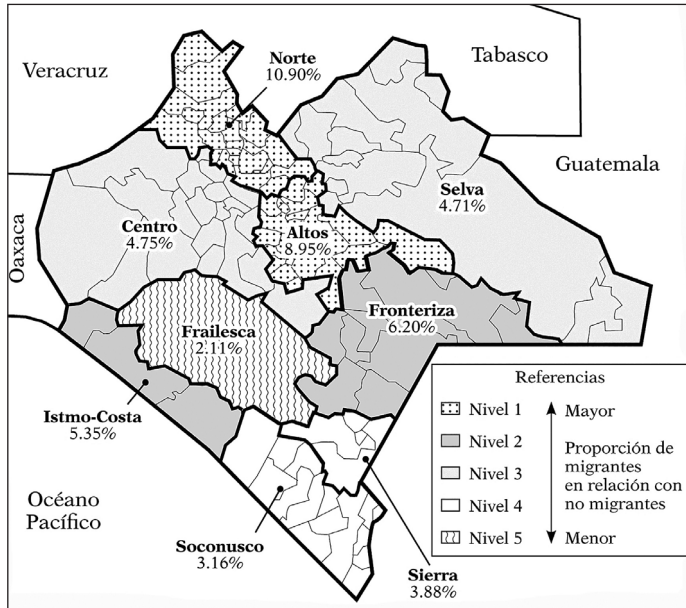 Veracruz
Norte
10.90%
Tabasco
Guatemala
Selva
4.71%
Oaxaca
Centro
4.75%
Altos
8.95%
Fronteriza
6.20%
Frailesca
2.11%
Istmo-Costa
5.35%
Océano
Pacífico
Soconusco
3.16%
Sierra
3.88%
Referencias
Nivel 1
Mayor
Nivel 2
Nivel 3
Nivel 4
Nivel 5
Proporción de
migrantes
en relación con
no migrantes
Menor